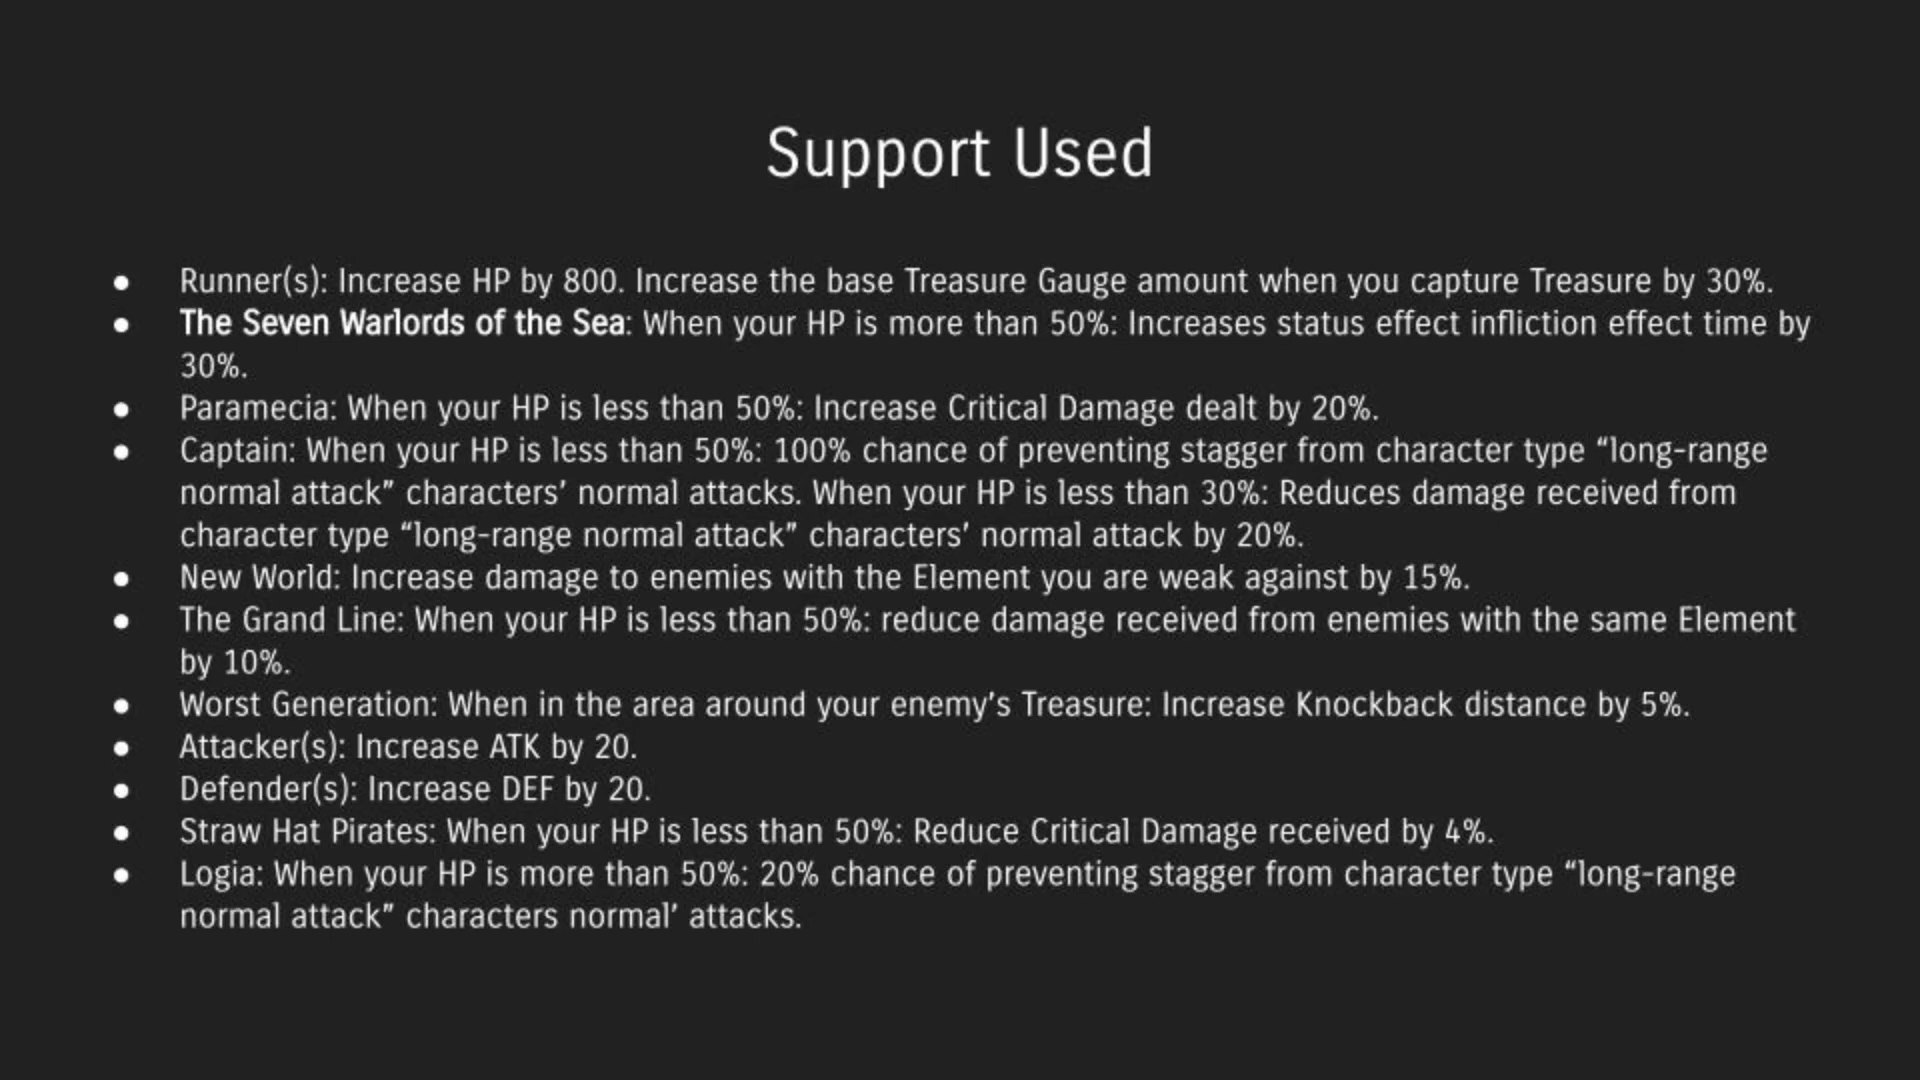 Support Used
● Runner(s): Increase HP by 800. Increase the base Treasure Gauge amount when you capture Treasure by 30%.
● The Seven Warlords of the Sea: When your HP is more than 50%: Increases status effect infliction effect time by
30%.
● Paramecia: When your HP is less than 50%: Increase Critical Damage dealt by 20%.
● Captain: When your HP is less than 50%: 100% chance of preventing stagger from character type “long-range
normal attack” characters’ normal attacks. When your HP is less than 30%: Reduces damage received from
character type “long-range normal attack” characters’ normal attack by 20%.
● New World: Increase damage to enemies with the Element you are weak against by 15%.
● The Grand Line: When your HP is less than 50%: reduce damage received from enemies with the same Element
by 10%.
● Worst Generation: When in the area around your enemy’s Treasure: Increase Knockback distance by 5%.
● Attacker(s): Increase ATK by 20.
● Defender(s): Increase DEF by 20.
● Straw Hat Pirates: When your HP is less than 50%: Reduce Critical Damage received by 4%.
● Logia: When your HP is more than 50%: 20% chance of preventing stagger from character type “long-range
normal attack” characters normal’ attacks.